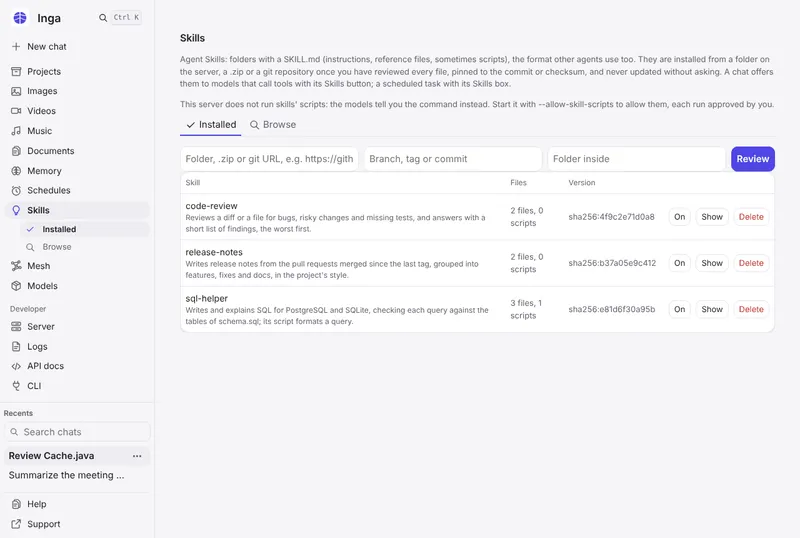 Inga
Ctrl K
New chat
Projects
Images
Videos
Music
Documents
Memory
Schedules
Skills
Installed
Browse
Mesh
Models
Developer
Server
Logs
API docs
CLI
Recents
Search chats
Review Cache.java
Summarize the meeting ...
Help
Support
Skills
Agent Skills: folders with a SKILL.md (instructions, reference files, sometimes scripts), the format other agents use too. They are installed from a folder on
the server, a .zip or a git repository once you have reviewed every file, pinned to the commit or checksum, and never updated without asking. A chat offers
them to models that call tools with its Skills button; a scheduled task with its Skills box.
This server does not run skills' scripts: the models tell you the command instead. Start it with --allow-skill-scripts to allow them, each run approved by you.
Installed
Browse
Folder, .zip or git URL, e.g. https://gith
Branch, tag or commit
Folder inside
Review
Skill Files Version
code-review
Reviews a diff or a file for bugs, risky changes and missing tests, and answers with a
short list of findings, the worst first.
2 files, 0
scripts
sha256:4f9c2e71d0a8
On Show Delete
release-notes
Writes release notes from the pull requests merged since the last tag, grouped into
features, fixes and docs, in the project's style.
2 files, 0
scripts
sha256:b37a05e9c412
On Show Delete
sql-helper
Writes and explains SQL for PostgreSQL and SQLite, checking each query against the
tables of schema.sql; its script formats a query.
3 files, 1
scripts
sha256:e81d6f30a95b
On Show Delete